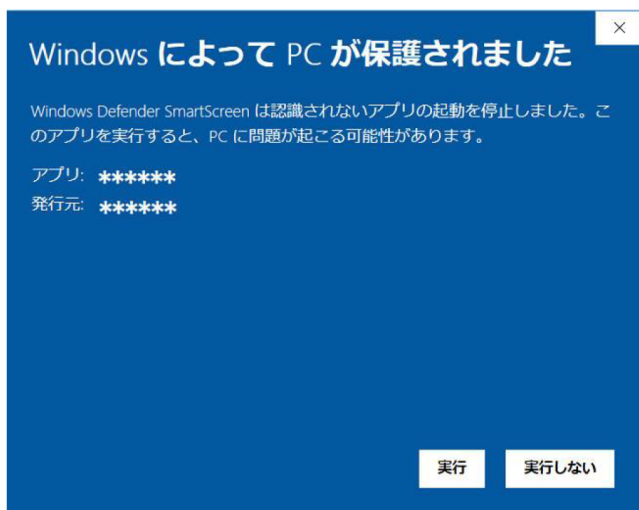 Windows によって PC が保護されました
Windows Defender SmartScreen は認識されないアプリの起動を停止しました。こ
のアプリを実行すると、PC に問題が起こる可能性があります。
アプリ: ******
発行元: ******
実行 実行しない